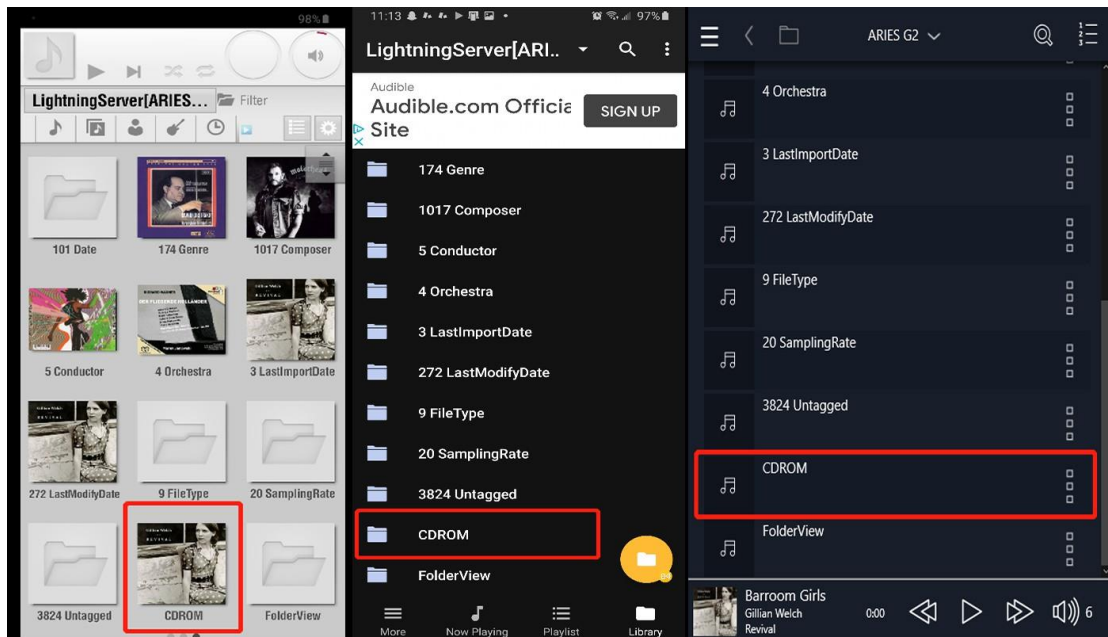 98%
LightningServer[ARIES...
Filter
101 Date
174 Genre
1017 Composer
5 Conductor
4 Orchestra
3 LastImportDate
272 LastModifyDate
9 FileType
20 SamplingRate
3824 Untagged
CDROM
FolderView
11:13
97%
LightningServer[ARI..
Audible
Audible.com Officia
Site
SIGN UP
174 Genre
1017 Composer
5 Conductor
4 Orchestra
3 LastImportDate
272 LastModifyDate
9 FileType
20 SamplingRate
3824 Untagged
CDROM
FolderView
More
Now Playing
Playlist
Library
ARIES G2
4 Orchestra
3 LastImportDate
272 LastModifyDate
9 FileType
20 SamplingRate
3824 Untagged
CDROM
FolderView
Barroom Girls
Gillian Welch
Revival
0:00
6